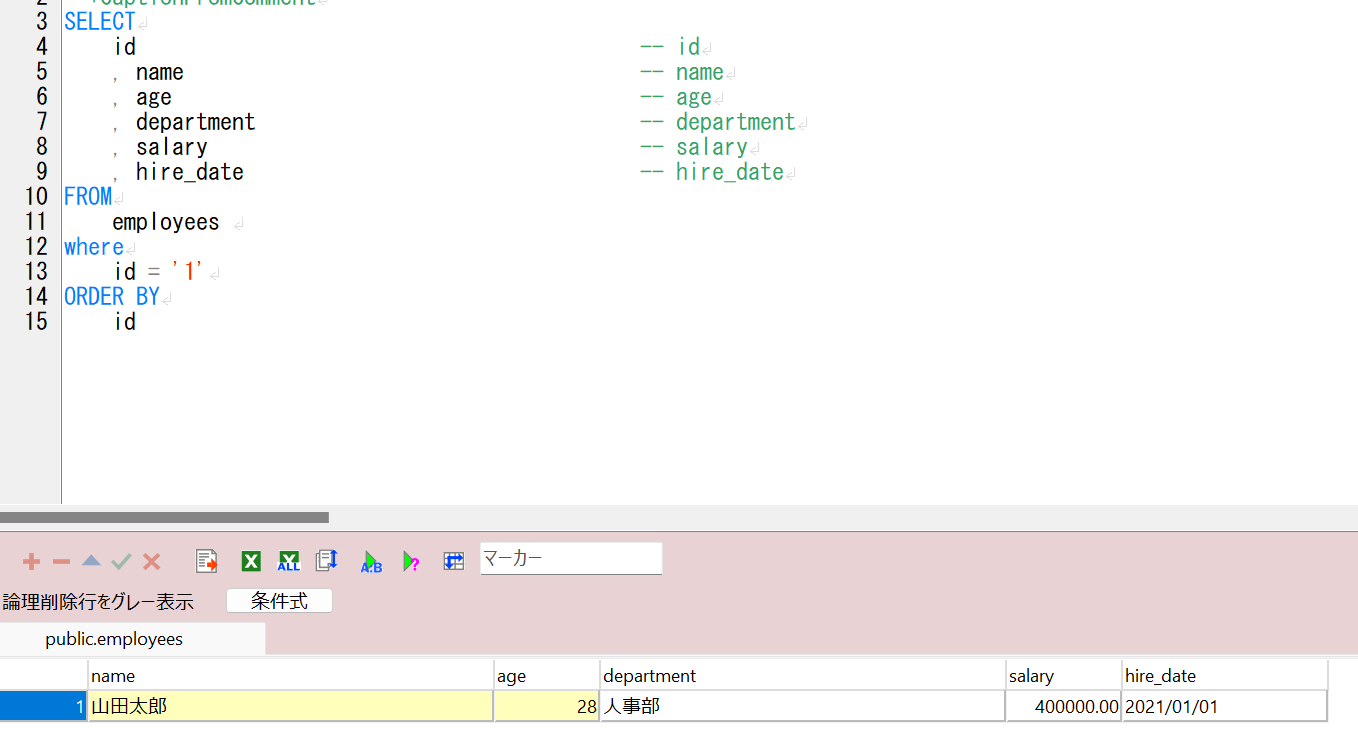 3 SELECT
4 id -- id
5 , name -- name
6 , age -- age
7 , department -- department
8 , salary -- salary
9 , hire_date -- hire_date
10 FROM
11 employees
12 where
13 id = '1'
14 ORDER BY
15 id
ALL A.B ? マーカー
論理削除行をグレー表示 条件式
public.employees
name age department salary hire_date
1 山田太郎 28 人事部 400000.00 2021/01/01